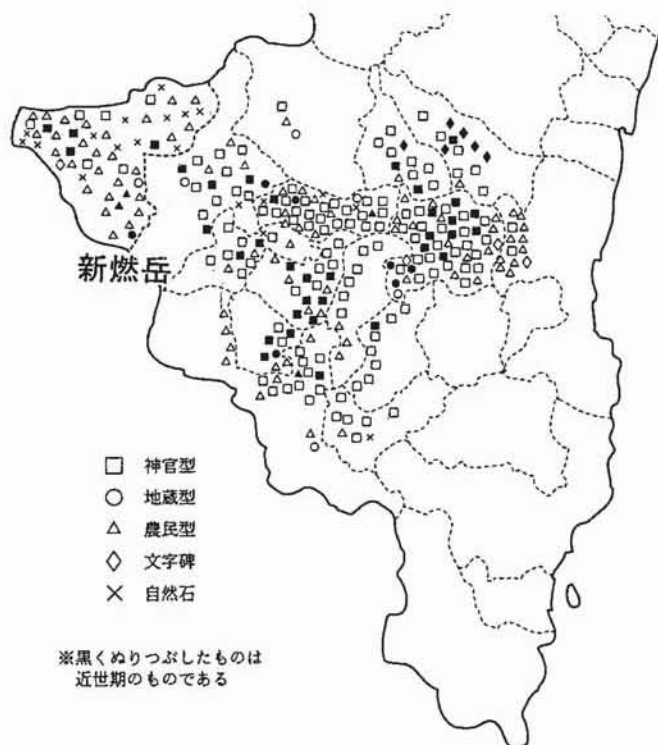 新燃岳
□ 神官型
○ 地蔵型
△ 農民型
◇ 文字碑
× 自然石
※黒くぬりつぶしたものは
近世期のものである